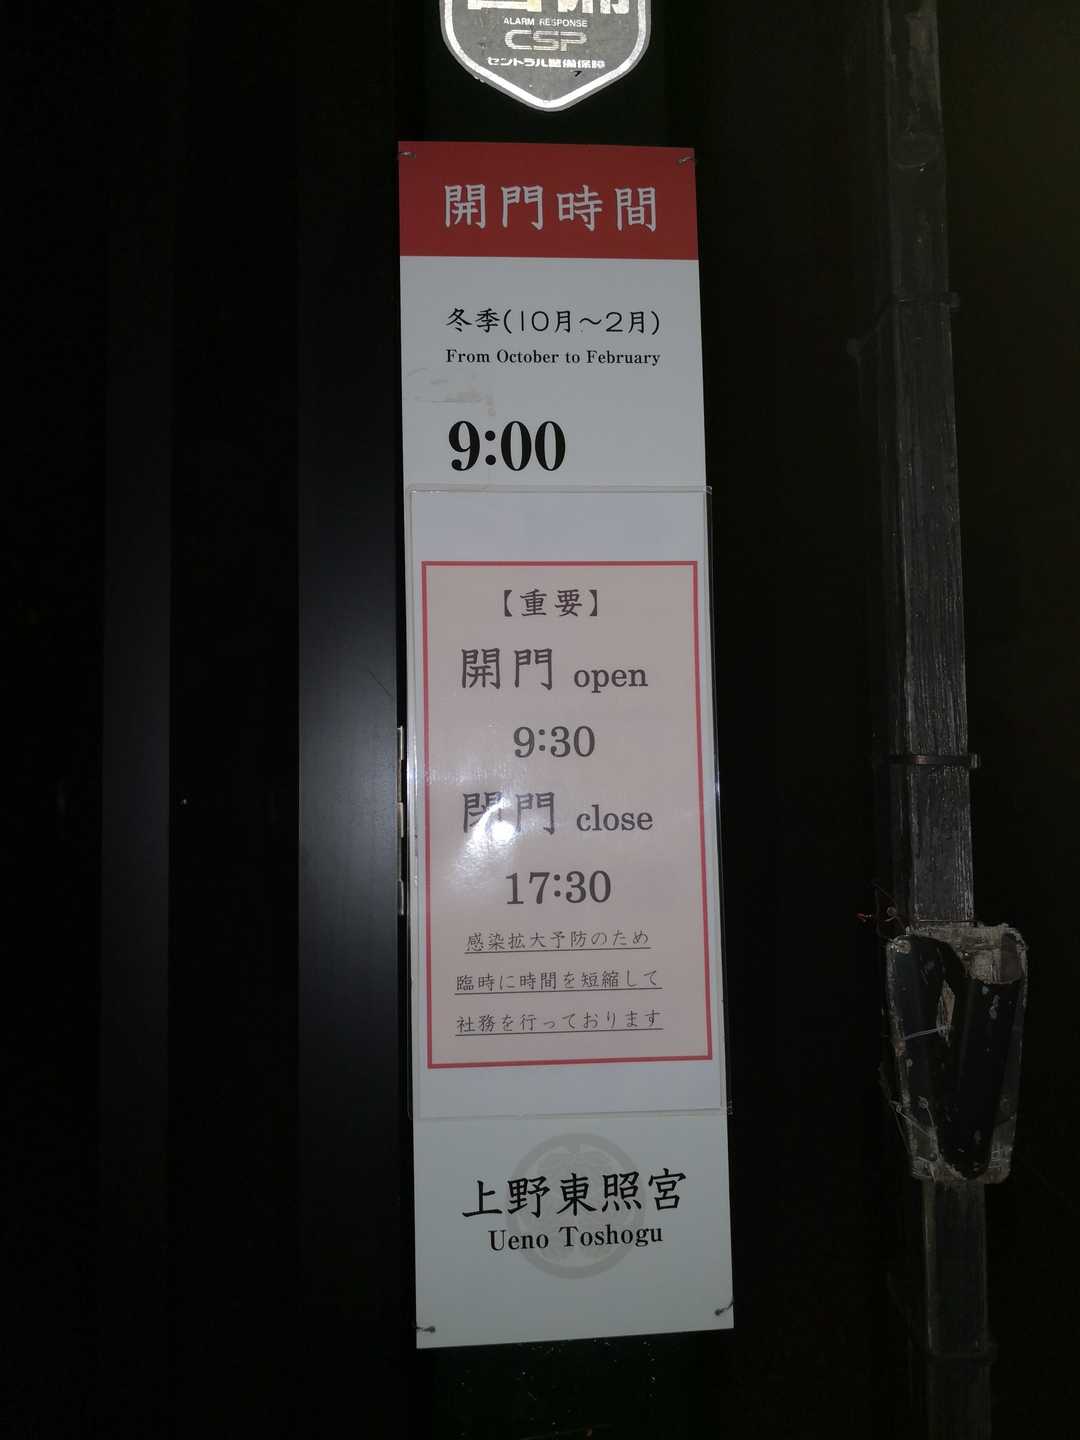 ALARM RESPONSE
CSP
セントラル警備保障
開門時間
冬季(10月～2月)
From October to February
9:00
【重要】
開門 open
9:30
閉門 close
17:30
感染拡大予防のため
臨時に時間を短縮して
社務を行っております
上野東照宮
Ueno Toshogu